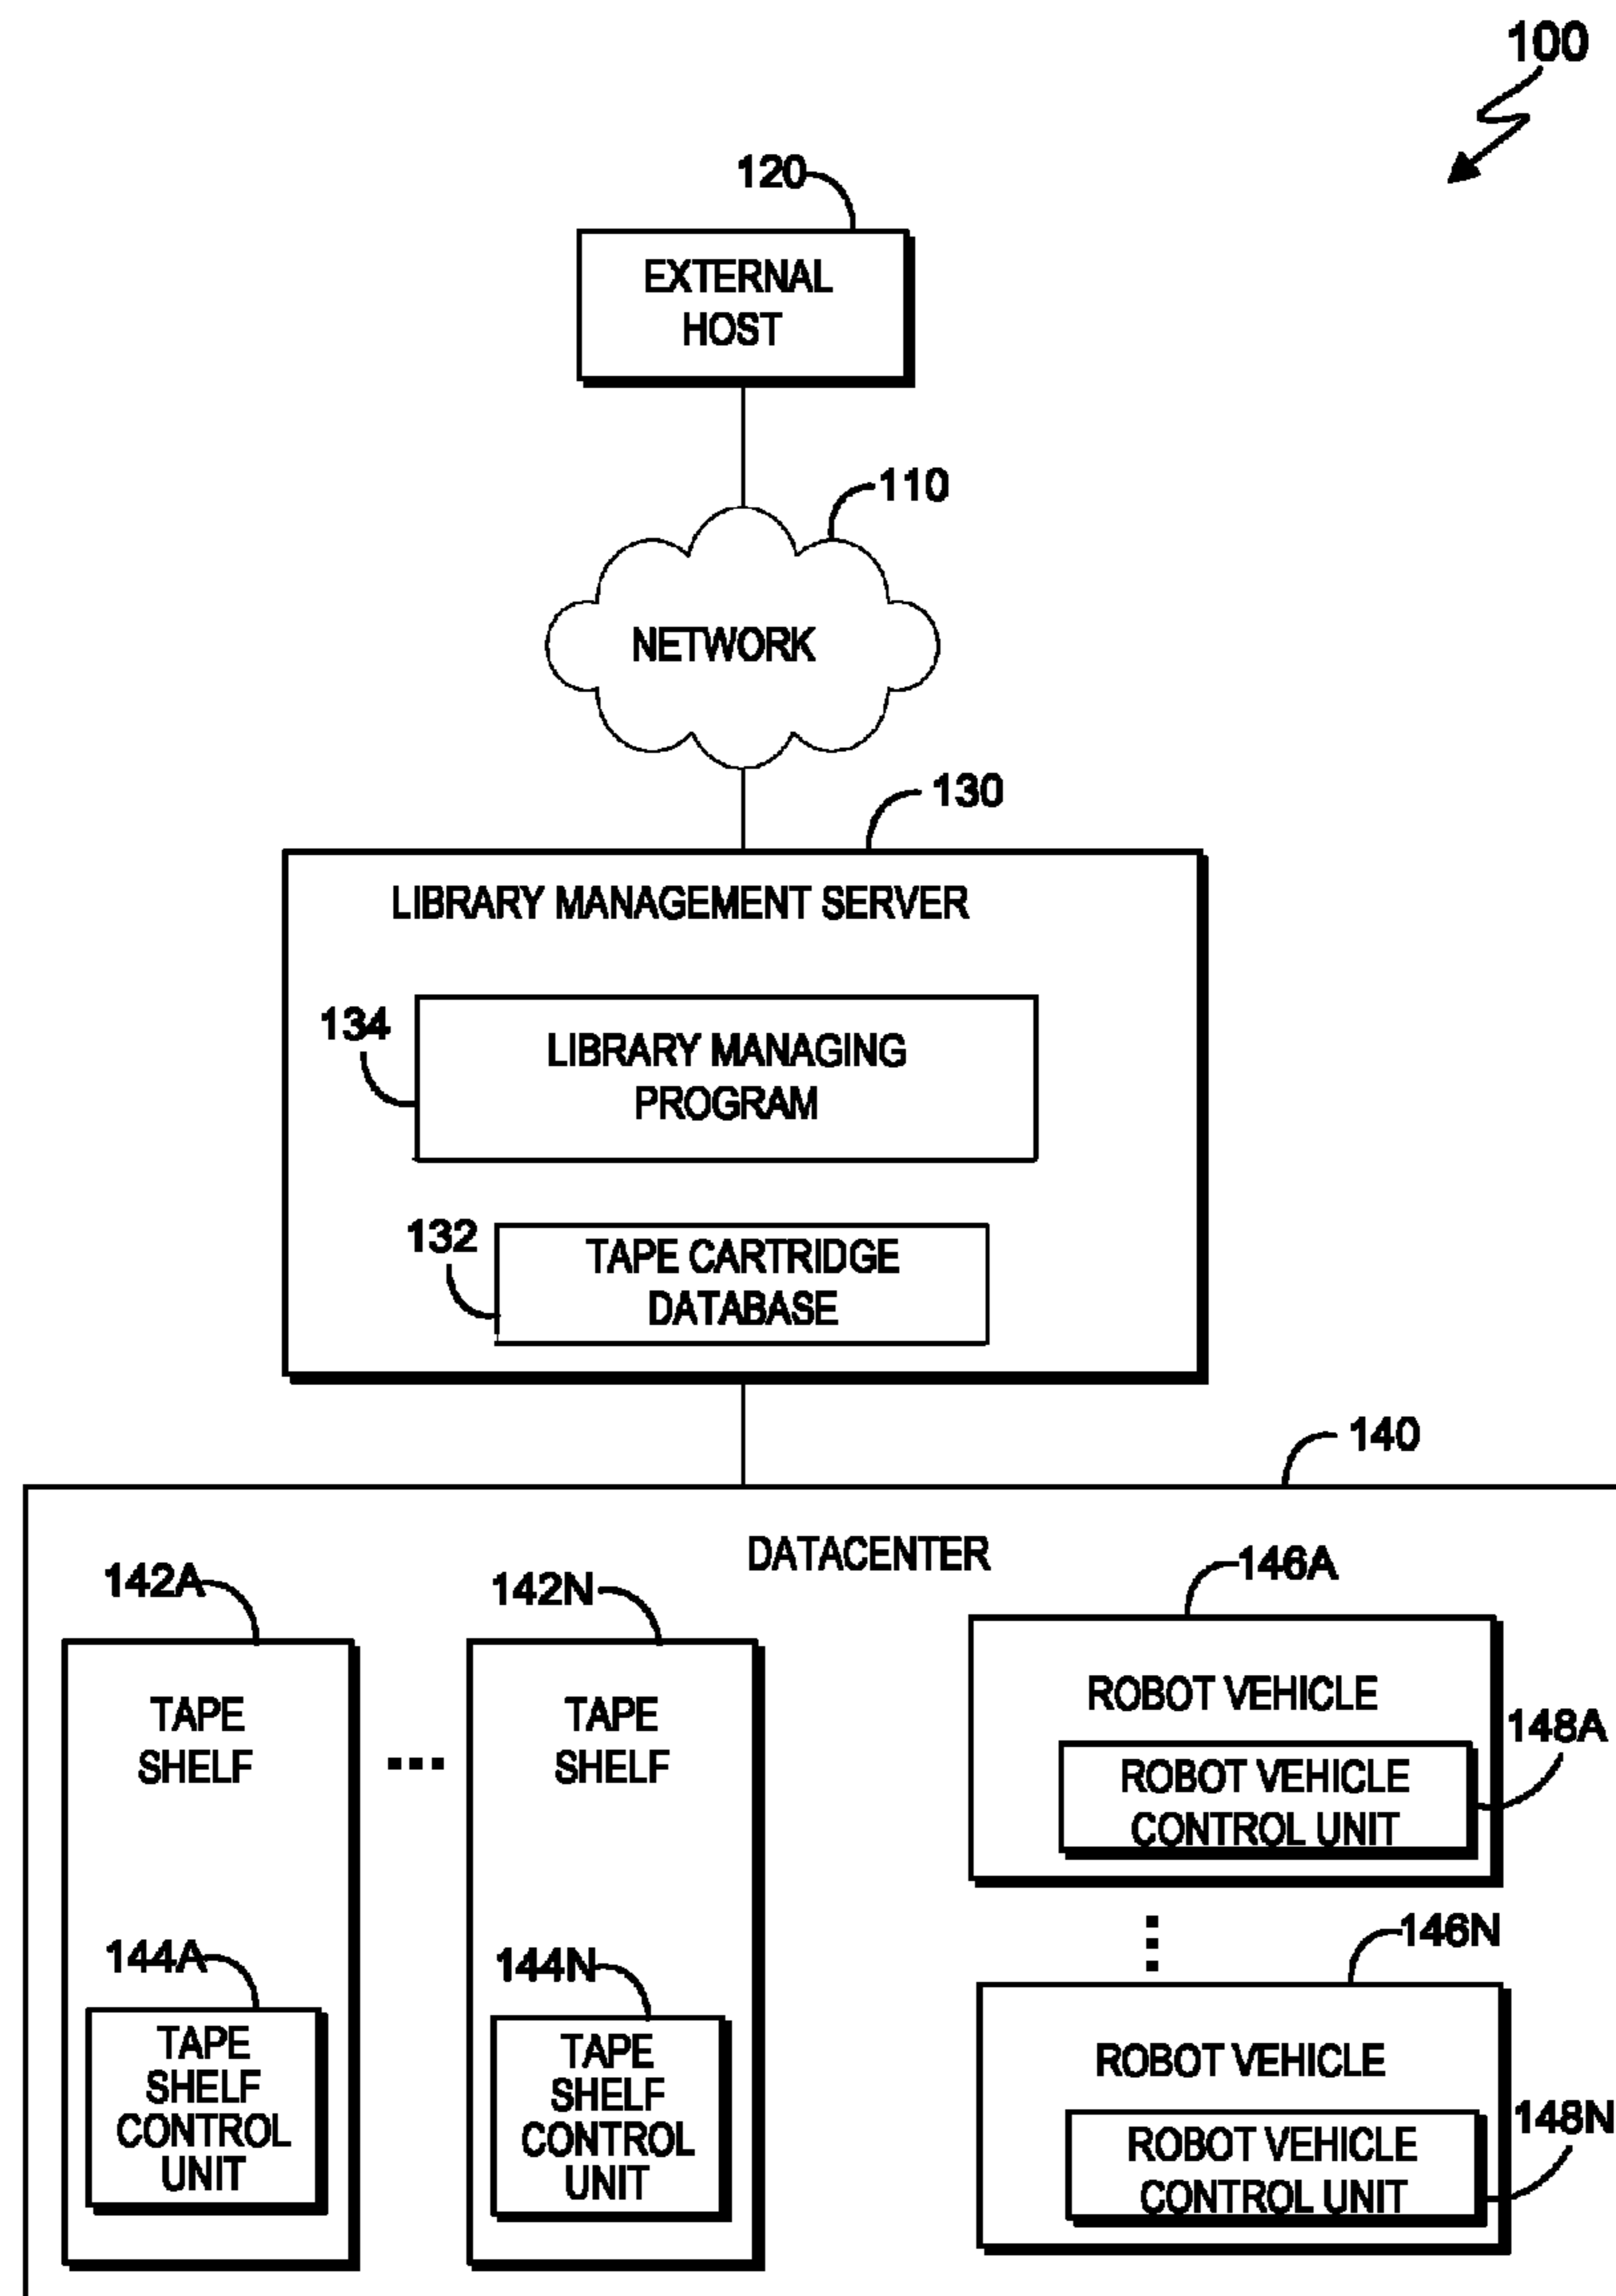 100
120
EXTERNAL
HOST
110
NETWORK
130
LIBRARY MANAGEMENT SERVER
134
LIBRARY MANAGING
PROGRAM
132
TAPE CARTRIDGE
DATABASE
140
DATACENTER
142A
TAPE
SHELF
144A
TAPE
SHELF
CONTROL
UNIT
142N
TAPE
SHELF
144N
TAPE
SHELF
CONTROL
UNIT
146A
ROBOT VEHICLE
148A
ROBOT VEHICLE
CONTROL UNIT
146N
ROBOT VEHICLE
148N
ROBOT VEHICLE
CONTROL UNIT